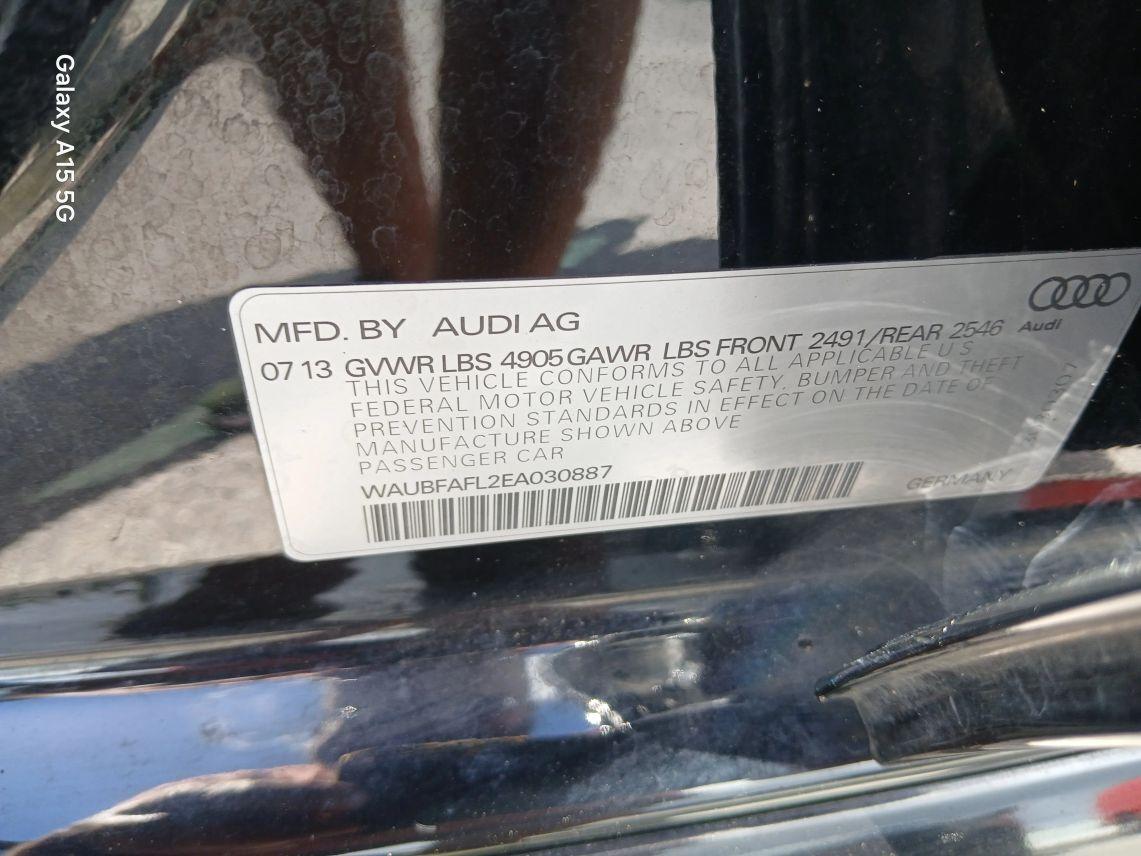 Galaxy A15 5G
MFD. BY AUDI AG
07 13 GVWR LBS 4905 GAWR LBS FRONT 2491/REAR 2546
Audi
THIS VEHICLE CONFORMS TO ALL APPLICABLE U S
FEDERAL MOTOR VEHICLE SAFETY, BUMPER AND THEFT
PREVENTION STANDARDS IN EFFECT ON THE DATE OF
MANUFACTURE SHOWN ABOVE
PASSENGER CAR
WAUBFAFL2EA030887
GERMANY